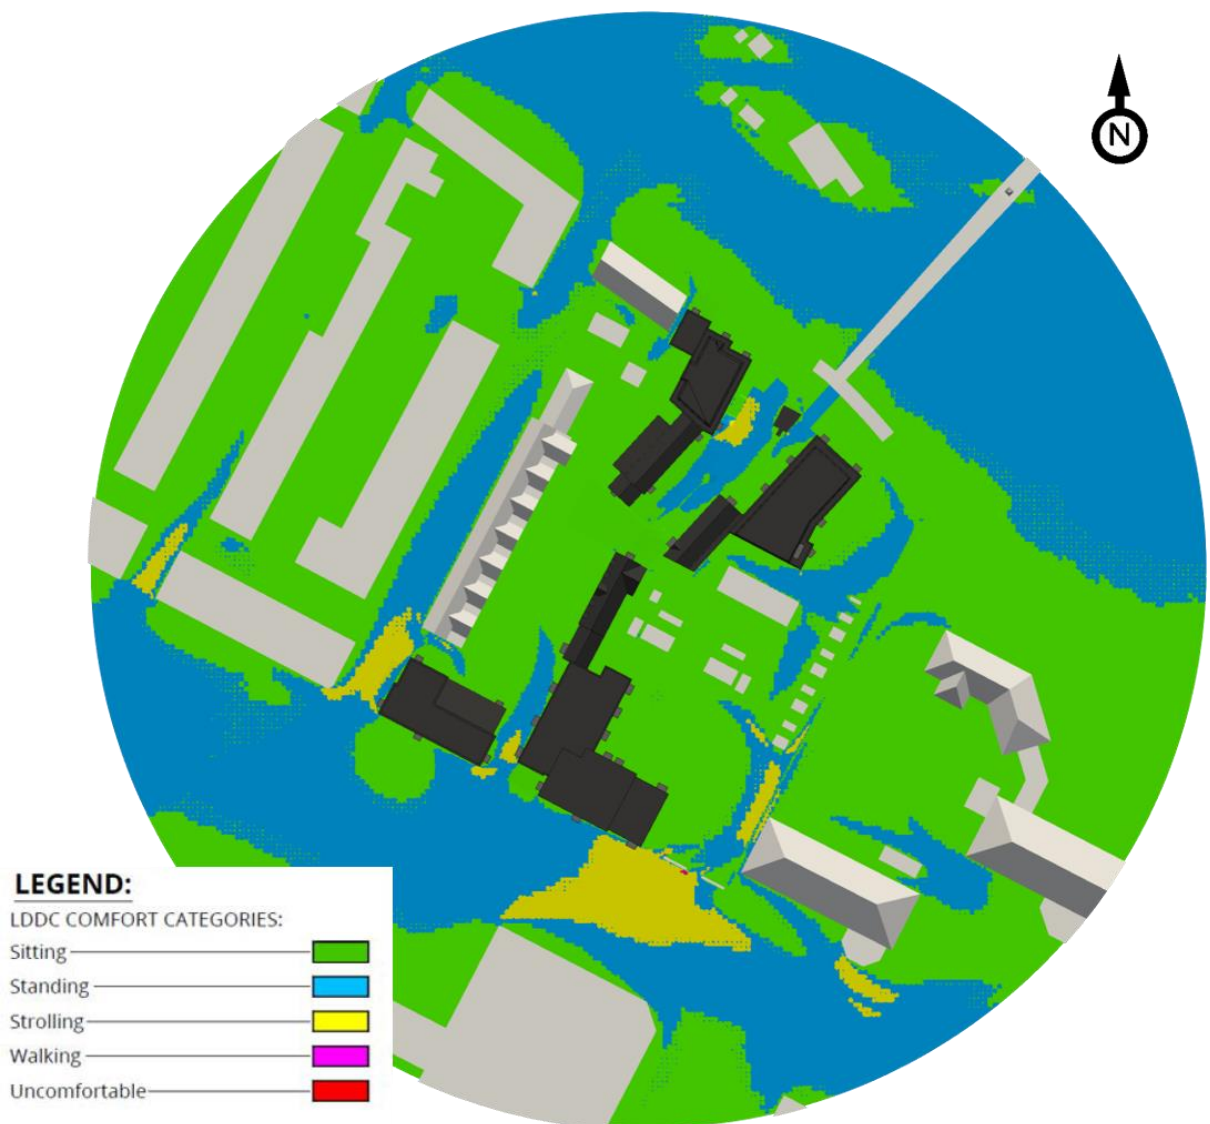 N
LEGEND:
LDDC COMFORT CATEGORIES:
Sitting
Standing
Strolling
Walking
Uncomfortable